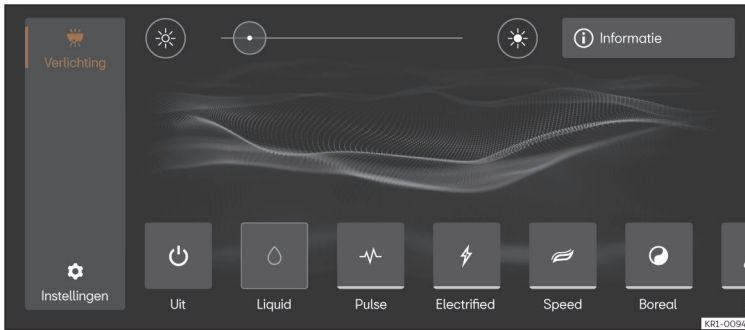 Verlichting
Informatie
Instellingen
Uit
Liquid
Pulse
Electrified
Speed
Boreal
KR1-0094